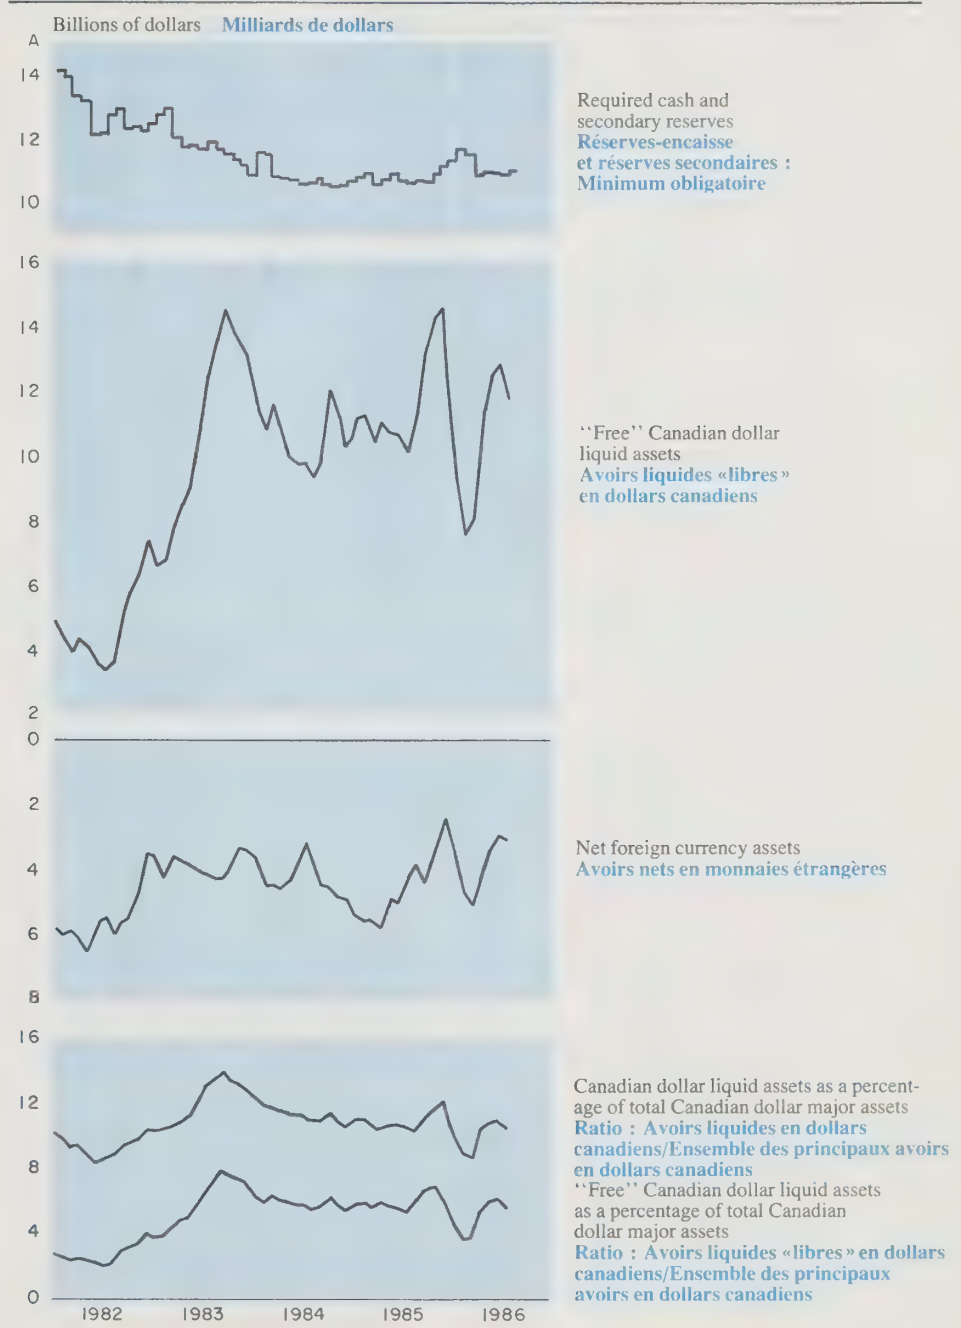 Billions of dollars Milliards de dollars
A
14
12
10
Required cash and
secondary reserves
Réserves-encaisse
et réserves secondaires :
Minimum obligatoire
16
14
12
10
8
6
4
2
"Free" Canadian dollar
liquid assets
Avoirs liquides «libres»
en dollars canadiens
0
2
4
6
8
Net foreign currency assets
Avoirs nets en monnaies étrangères
16
12
8
4
0
Canadian dollar liquid assets as a percent-
age of total Canadian dollar major assets
Ratio : Avoirs liquides en dollars
canadiens/Ensemble des principaux avoirs
en dollars canadiens
"Free" Canadian dollar liquid assets
as a percentage of total Canadian
dollar major assets
Ratio : Avoirs liquides «libres» en dollars
canadiens/Ensemble des principaux
avoirs en dollars canadiens
1982 1983 1984 1985 1986